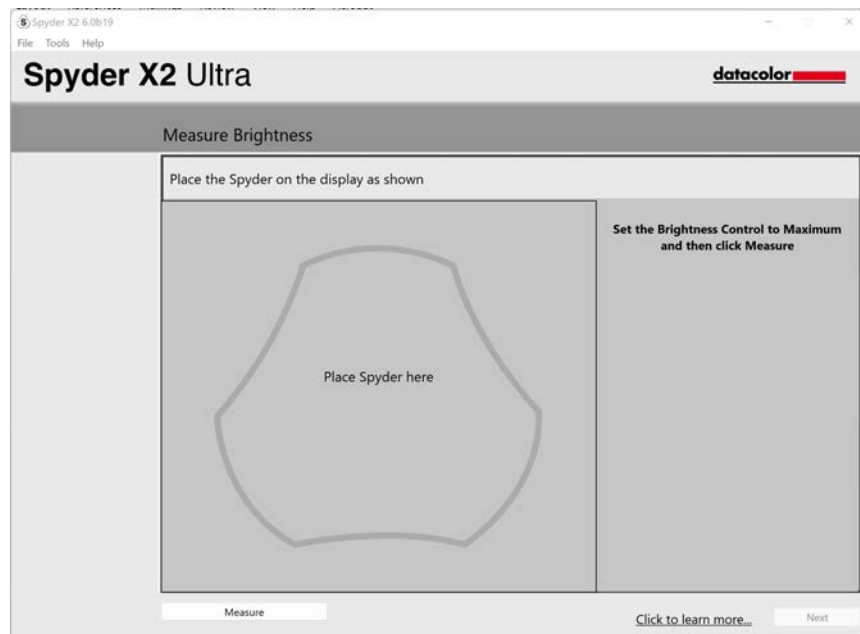 Spyder X2 6.0b19
File Tools Help
Spyder X2 Ultra
datacolor
Measure Brightness
Place the Spyder on the display as shown
Set the Brightness Control to Maximum
and then click Measure
Place Spyder here
Measure
Click to learn more...
Next